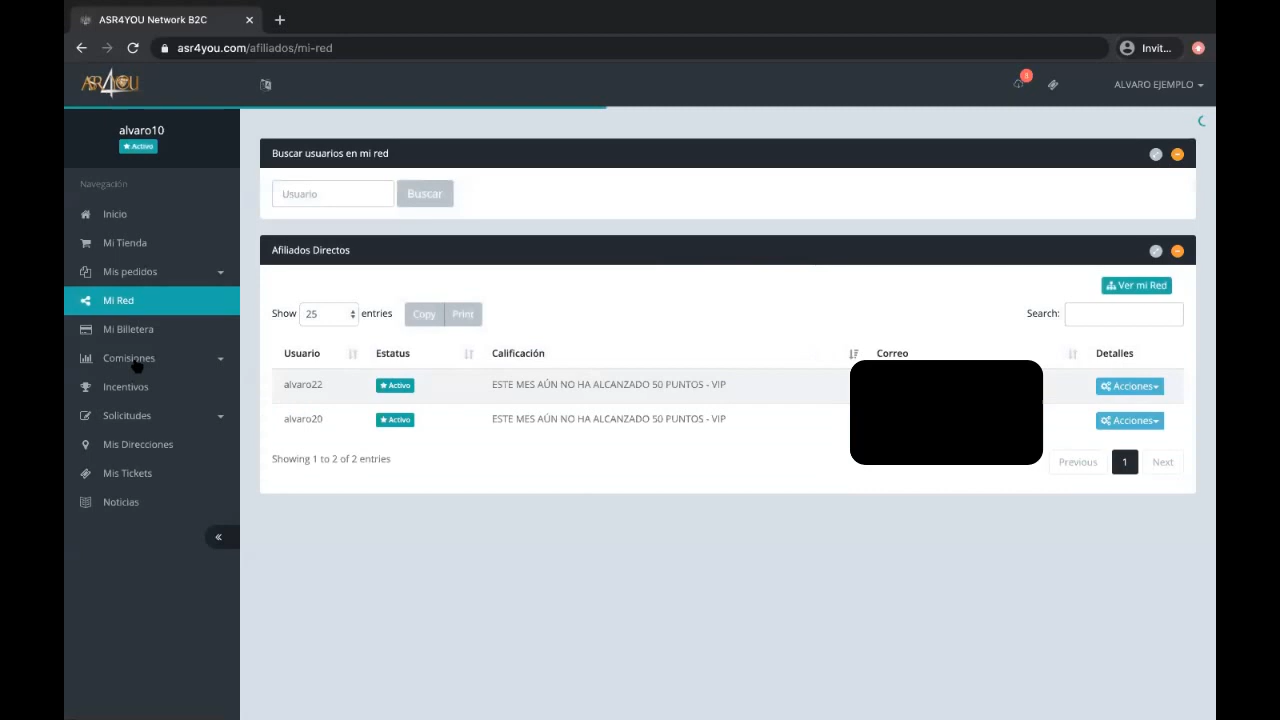 ASR4YOU Network B2C
asr4you.com/afiliados/mi-red
Invit...
ASR4YOU
8
ALVARO EJEMPLO
alvaro10
Activo
Navegación
Inicio
Mi Tienda
Mis pedidos
Mi Red
Mi Billetera
Comisiones
Incentivos
Solicitudes
Mis Direcciones
Mis Tickets
Noticias
Buscar usuarios en mi red
Usuario Buscar
Afiliados Directos
Ver mi Red
Show 25 entries Copy Print Search:
Usuario Estatus Calificación Correo Detalles
alvaro22 Activo ESTE MES AÚN NO HA ALCANZADO 50 PUNTOS - VIP Acciones
alvaro20 Activo ESTE MES AÚN NO HA ALCANZADO 50 PUNTOS - VIP Acciones
Showing 1 to 2 of 2 entries Previous 1 Next